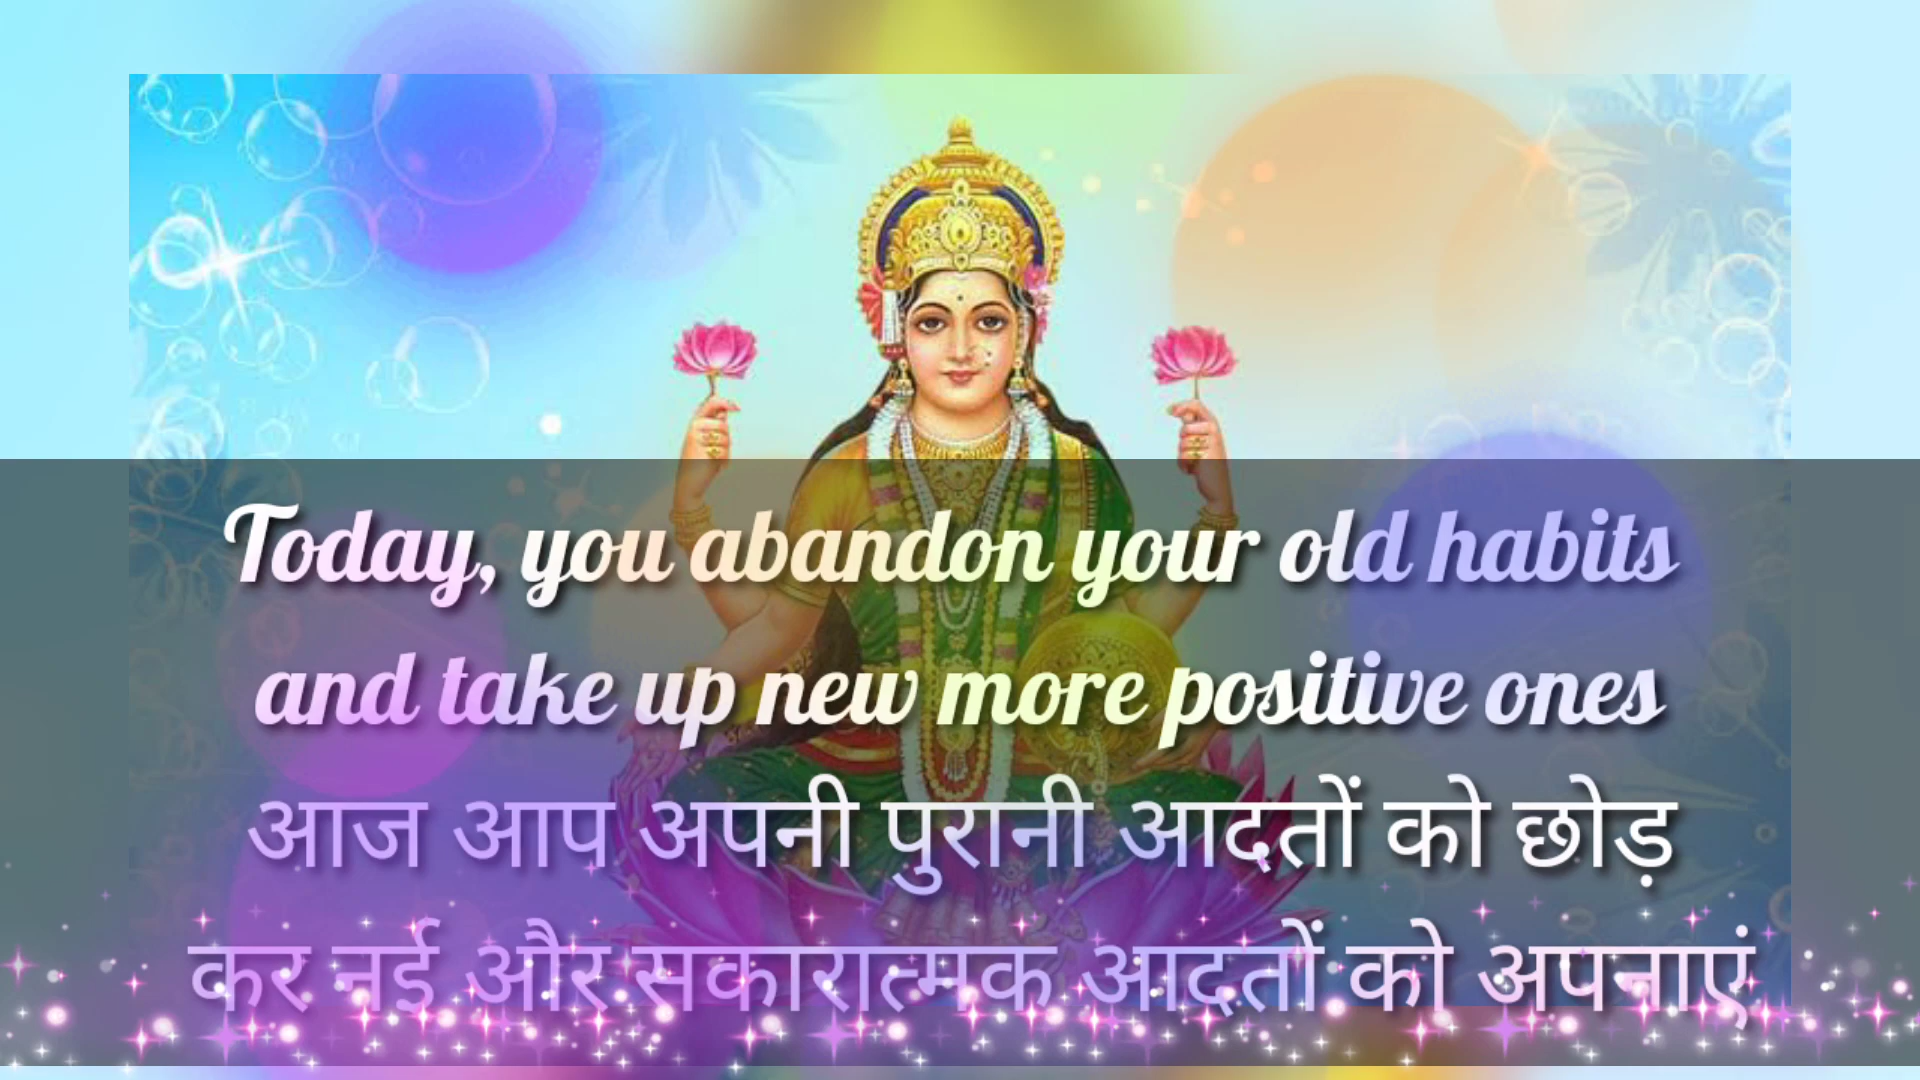 Today, you abandon your old habits
and take up new more positive ones
आज आप अपनी पुरानी आदतों को छोड़
कर नई और सकारात्मक आदतों को अपनाएं